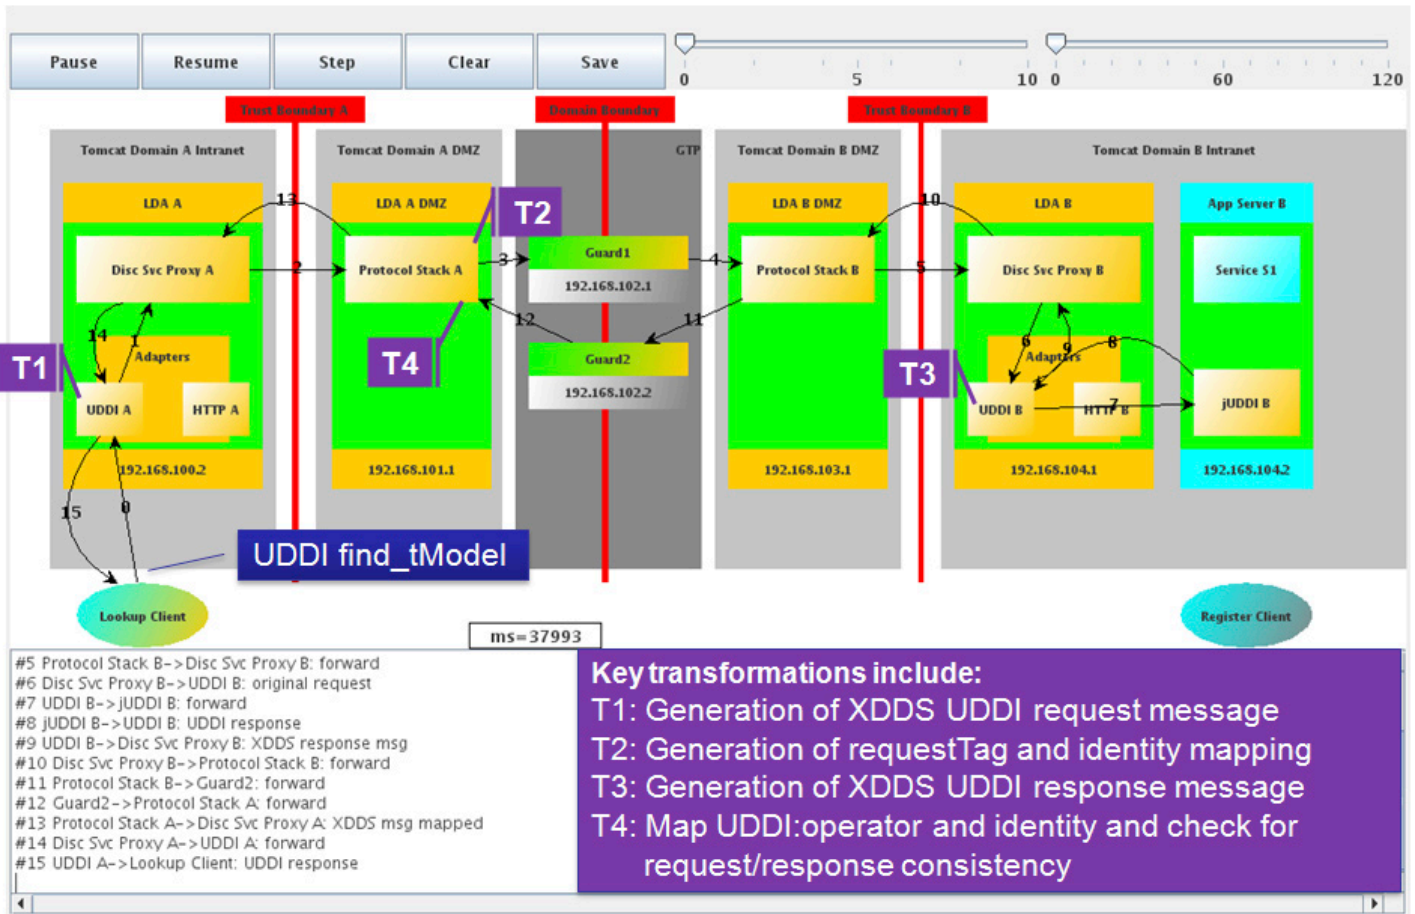 Pause Resume Step Clear Save
0 5 10 0 60 120
Trust Boundary A Domain Boundary Trust Boundary B
Tomcat Domain A Intranet Tomcat Domain A DMZ GTP Tomcat Domain B DMZ Tomcat Domain B Intranet
LDA A LDA A DMZ LDA B DMZ LDA B App Server B
13 T2 10
Disc Svc Proxy A 2 Protocol Stack A 3 Guard1 4 Protocol Stack B 5 Disc Svc Proxy B Service S1
192.168.102.1
12 11
14 1 Adapters T4 Guard2 6 9 8 Adapters
T1 192.168.102.2 T3
UDDI A HTTP A UDDI B HTTP B 7 jUDDI B
192.168.100.2 192.168.101.1 192.168.103.1 192.168.104.1 192.168.104.2
15 0
UDDI find_tModel
Lookup Client Register Client
ms=37993
#5 Protocol Stack B->Disc Svc Proxy B: forward
#6 Disc Svc Proxy B->UDDI B: original request
#7 UDDI B->jUDDI B: forward
#8 jUDDI B->UDDI B: UDDI response
#9 UDDI B->Disc Svc Proxy B: XDDS response msg
#10 Disc Svc Proxy B->Protocol Stack B: forward
#11 Protocol Stack B->Guard2: forward
#12 Guard2->Protocol Stack A: forward
#13 Protocol Stack A->Disc Svc Proxy A: XDDS msg mapped
#14 Disc Svc Proxy A->UDDI A: forward
#15 UDDI A->Lookup Client: UDDI response
Key transformations include:
T1: Generation of XDDS UDDI request message
T2: Generation of requestTag and identity mapping
T3: Generation of XDDS UDDI response message
T4: Map UDDI:operator and identity and check for
request/response consistency